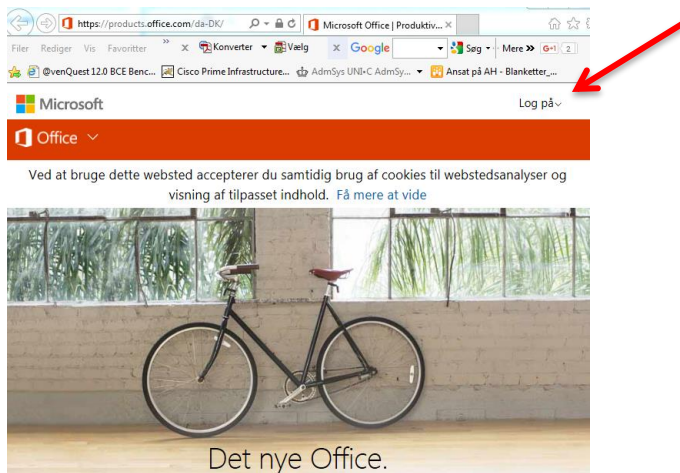 https://products.office.com/da-DK/ Microsoft Office | Produktiv...
Filer Rediger Vis Favoritter » x Konverter Vælg x Google Søg Mere » G+1 2
@venQuest 12.0 BCE Benc... Cisco Prime Infrastructure... AdmSys UNI•C AdmSy... Ansat på AH - Blanketter_...
Microsoft Log på
Office
Ved at bruge dette websted accepterer du samtidig brug af cookies til webstedsanalyser og
visning af tilpasset indhold. Få mere at vide
Det nye Office.